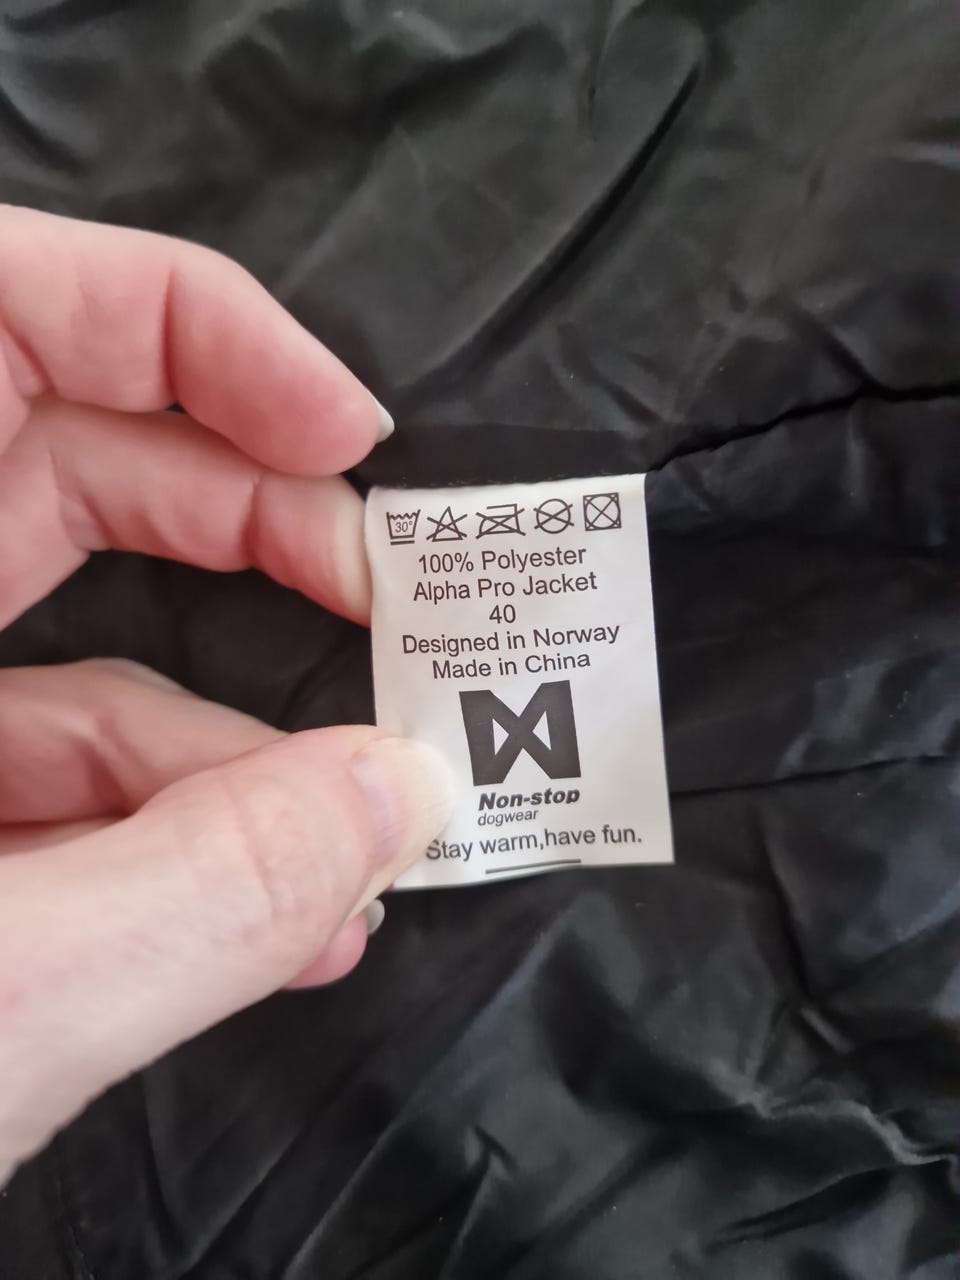 30°
100% Polyester
Alpha Pro Jacket
40
Designed in Norway
Made in China
Non-stop
dogwear
Stay warm,have fun.